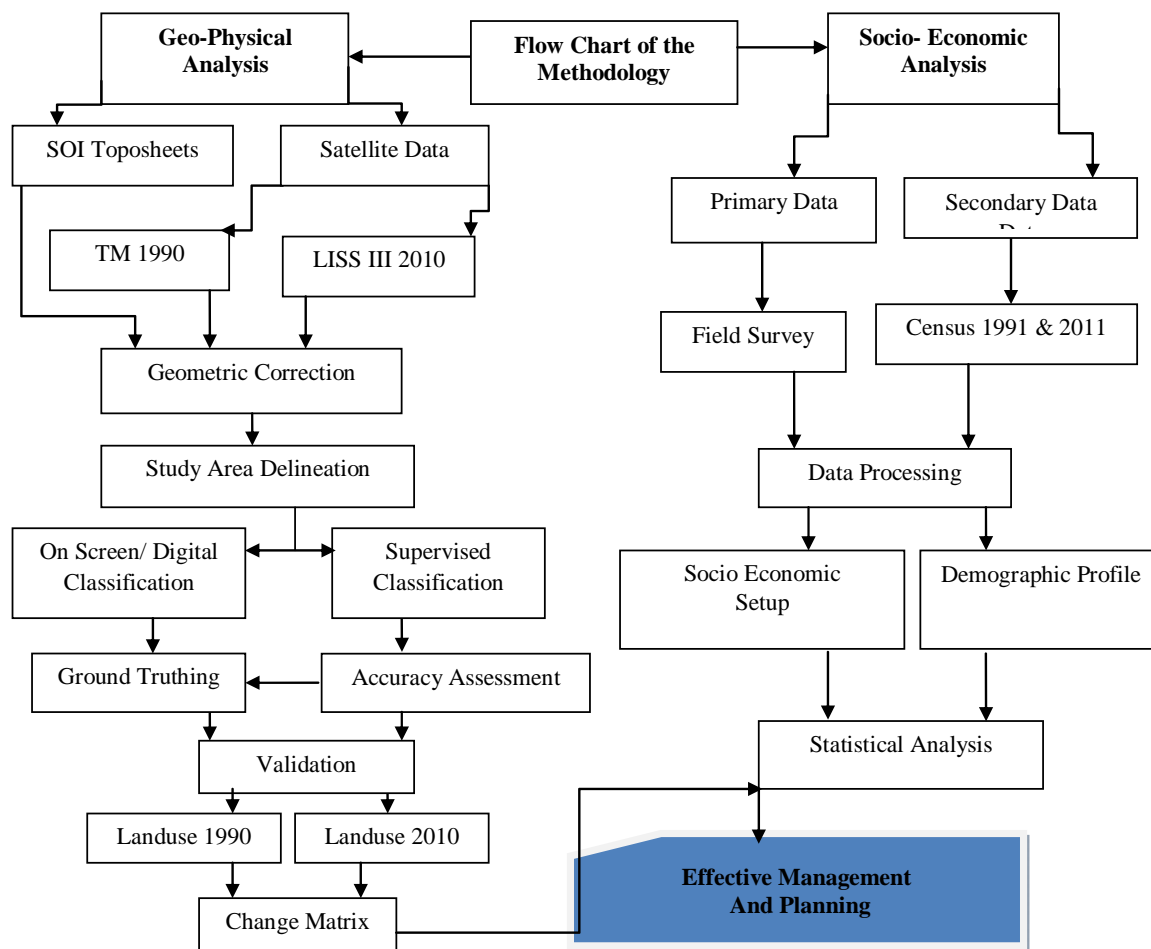 Geo-Physical
Analysis
Flow Chart of the
Methodology
Socio- Economic
Analysis
SOI Toposheets
Satellite Data
Primary Data
Secondary Data
TM 1990
LISS III 2010
Field Survey
Census 1991 & 2011
Geometric Correction
Study Area Delineation
Data Processing
On Screen/ Digital
Classification
Supervised
Classification
Socio Economic
Setup
Demographic Profile
Ground Truthing
Accuracy Assessment
Validation
Statistical Analysis
Landuse 1990
Landuse 2010
Change Matrix
Effective Management
And Planning